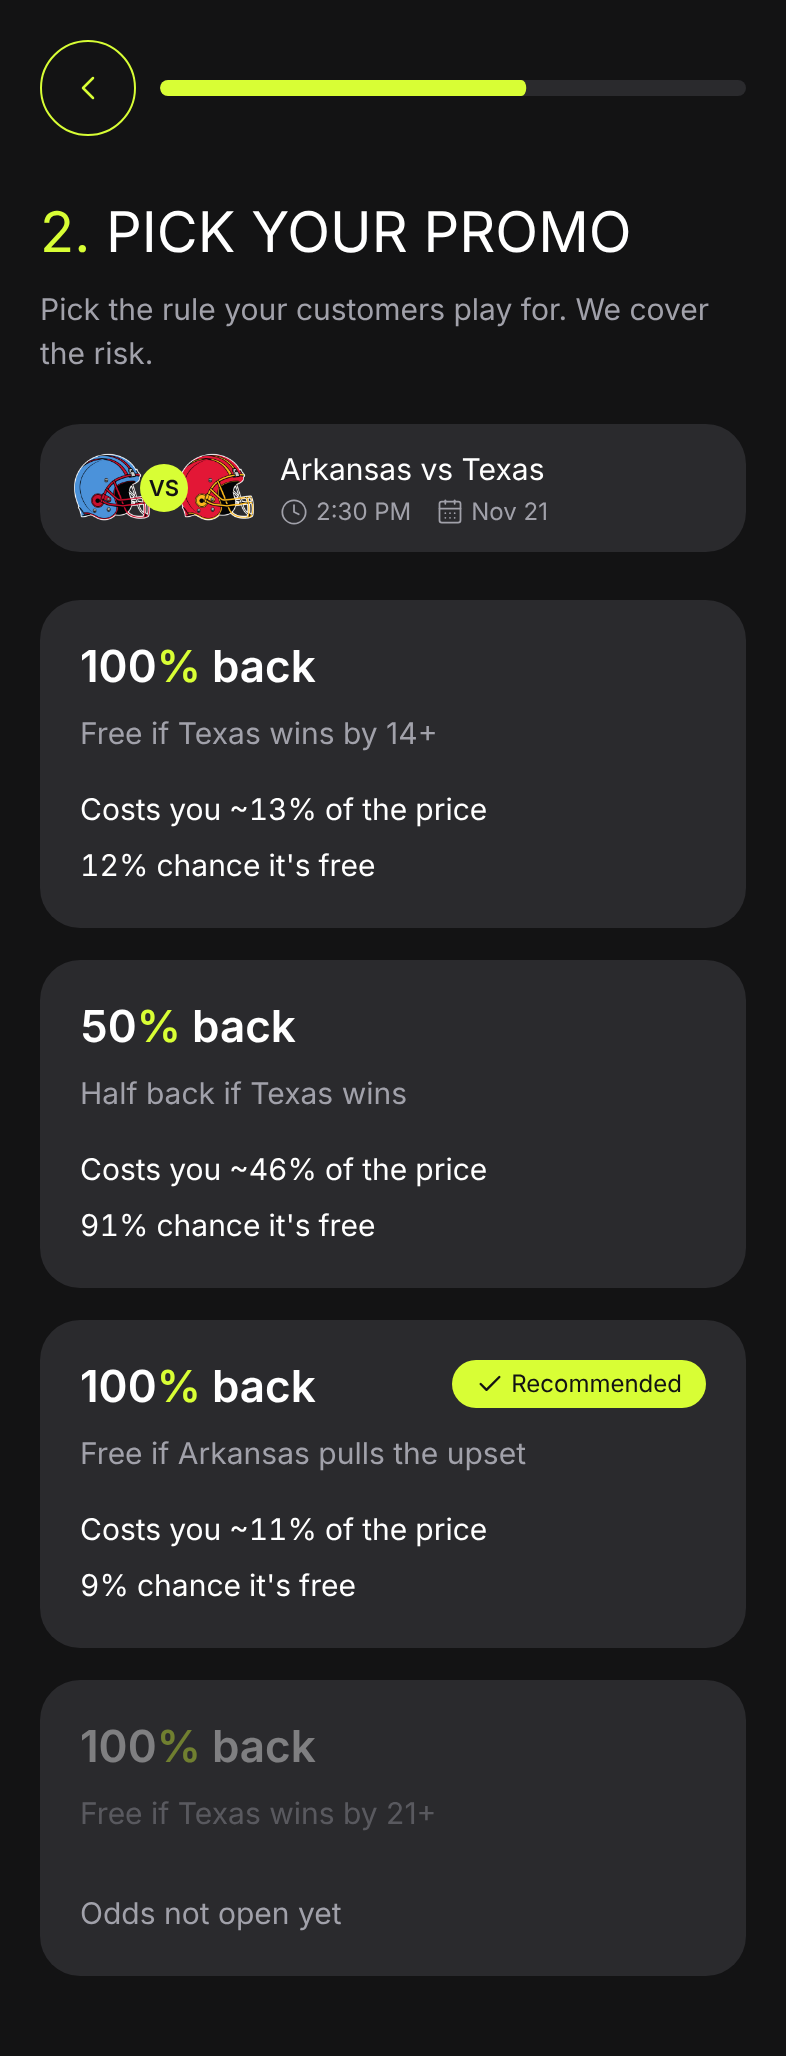 2. PICK YOUR PROMO
Pick the rule your customers play for. We cover
the risk.
VS
Arkansas vs Texas
2:30 PM Nov 21
100% back
Free if Texas wins by 14+
Costs you ~13% of the price
12% chance it's free
50% back
Half back if Texas wins
Costs you ~46% of the price
91% chance it's free
100% back
Recommended
Free if Arkansas pulls the upset
Costs you ~11% of the price
9% chance it's free
100% back
Free if Texas wins by 21+
Odds not open yet